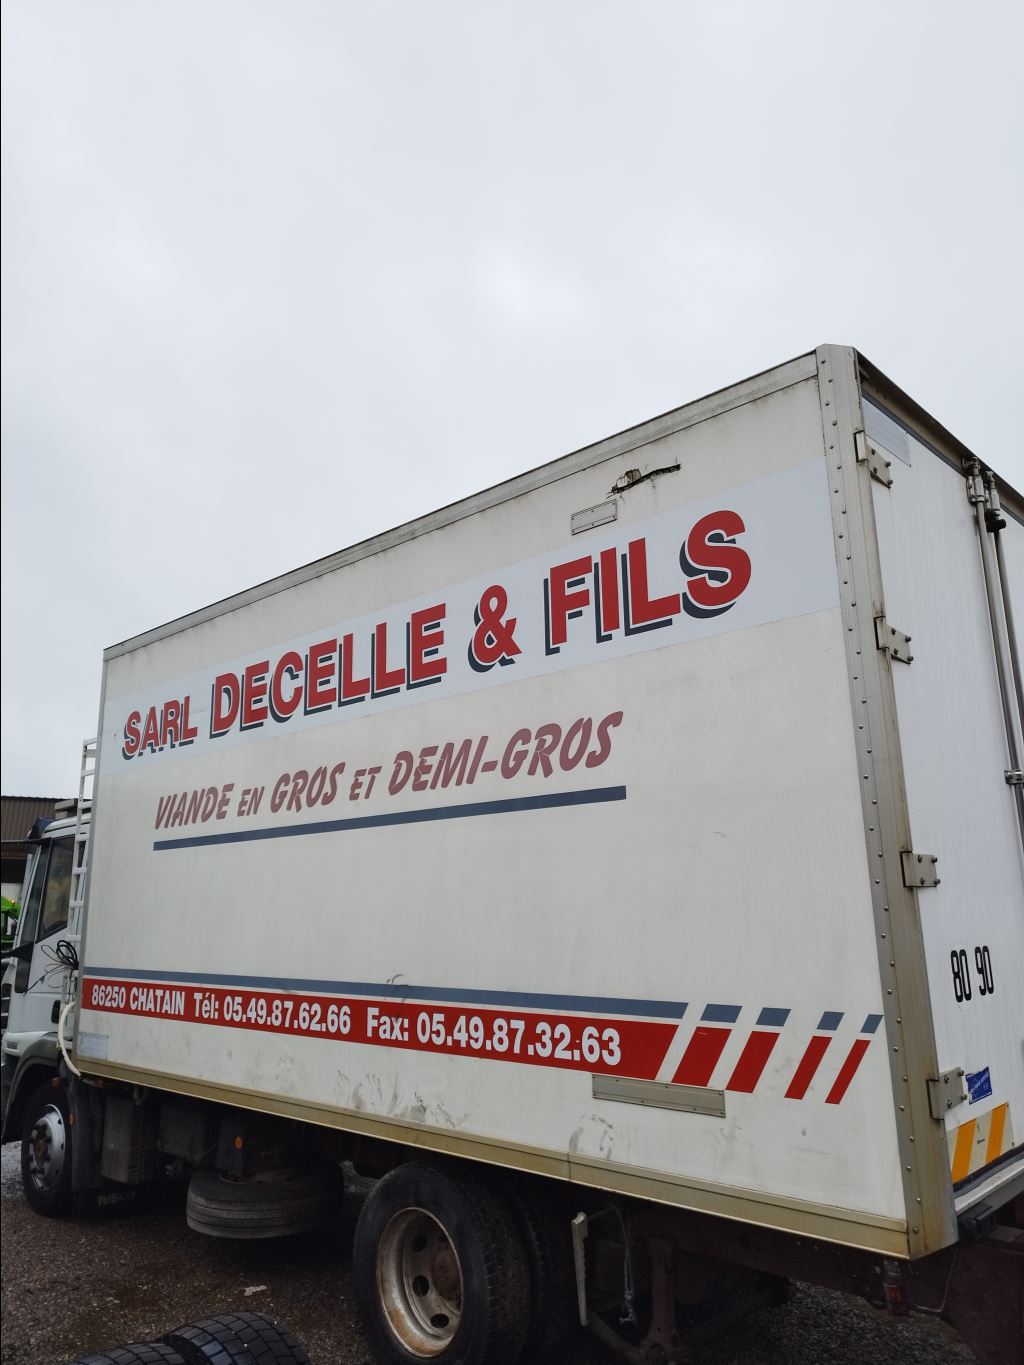 SARL DECELLE & FILS
VIANDE EN GROS ET DEMI-GROS
86250 CHATAIN Tél: 05.49.87.62.66 Fax: 05.49.87.32.63
80 90
IVECO